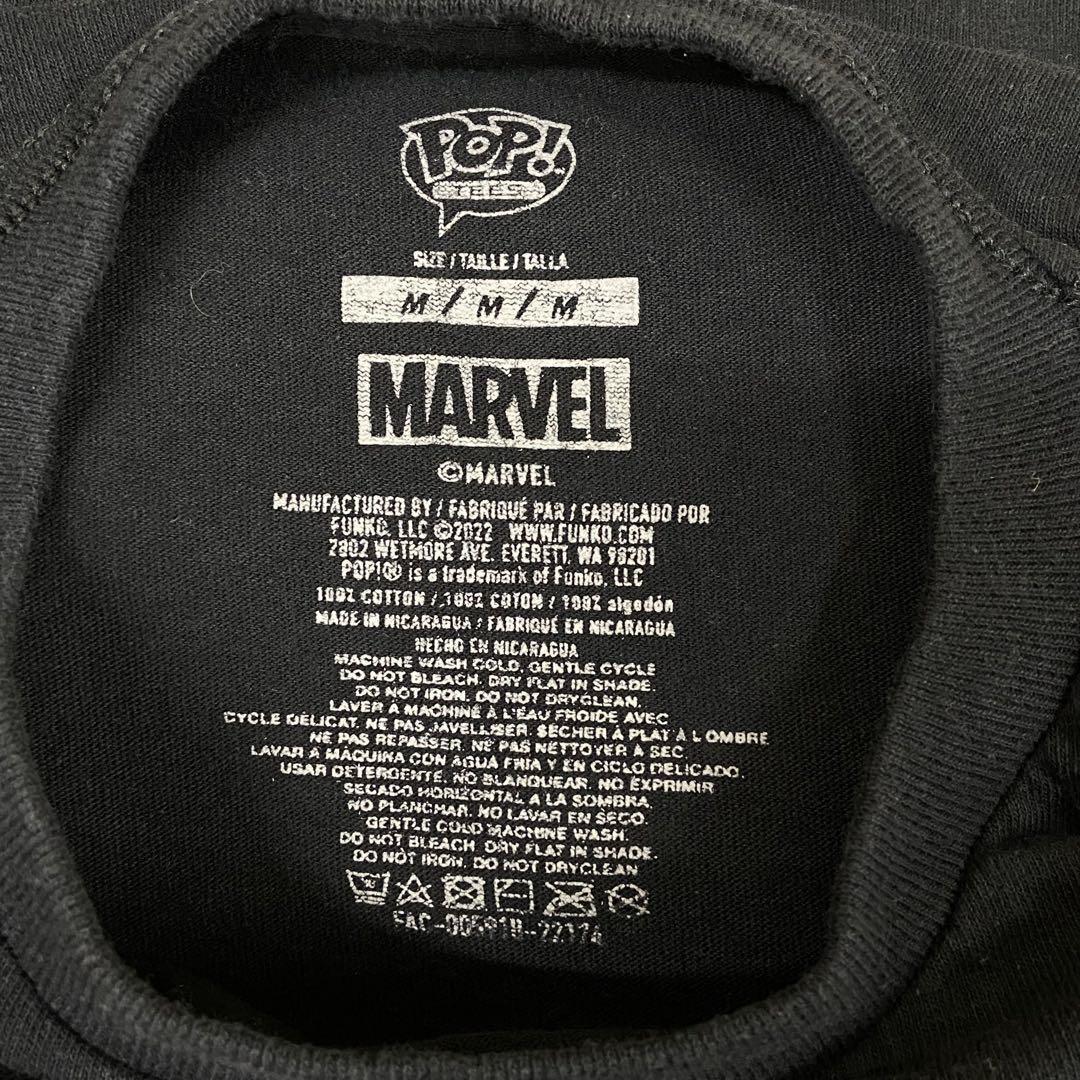 POP!
TEES
SIZE / TAILLE / TALLA
M / M / M
MARVEL
©MARVEL
MANUFACTURED BY / FABRIQUÉ PAR / FABRICADO POR
FUNKO, LLC ©2022 WWW.FUNKO.COM
2802 WETMORE AVE. EVERETT, WA 98201
POP!® is a trademark of Funko, LLC
100% COTTON / 100% COTON / 100% algodón
MADE IN NICARAGUA / FABRIQUÉ EN NICARAGUA
HECHO EN NICARAGUA
MACHINE WASH COLD, GENTLE CYCLE
DO NOT BLEACH. DRY FLAT IN SHADE.
DO NOT IRON. DO NOT DRYCLEAN.
LAVER À MACHINE À L'EAU FROIDE AVEC
CYCLE DÉLICAT. NE PAS JAVELLISER. SÉCHER À PLAT À L OMBRE
NE PAS REPASSER. NE PAS NETTOYER À SEC
LAVAR A MÁQUINA CON AGUA FRIA Y EN CICLO DELICADO.
USAR DETERGENTE. NO BLANQUEAR. NO EXPRIMIR
SECADO HORIZONTAL A LA SOMBRA.
NO PLANCHAR. NO LAVAR EN SECO.
GENTLE COLD MACHINE WASH.
DO NOT BLEACH. DRY FLAT IN SHADE.
DO NOT IRON. DO NOT DRYCLEAN